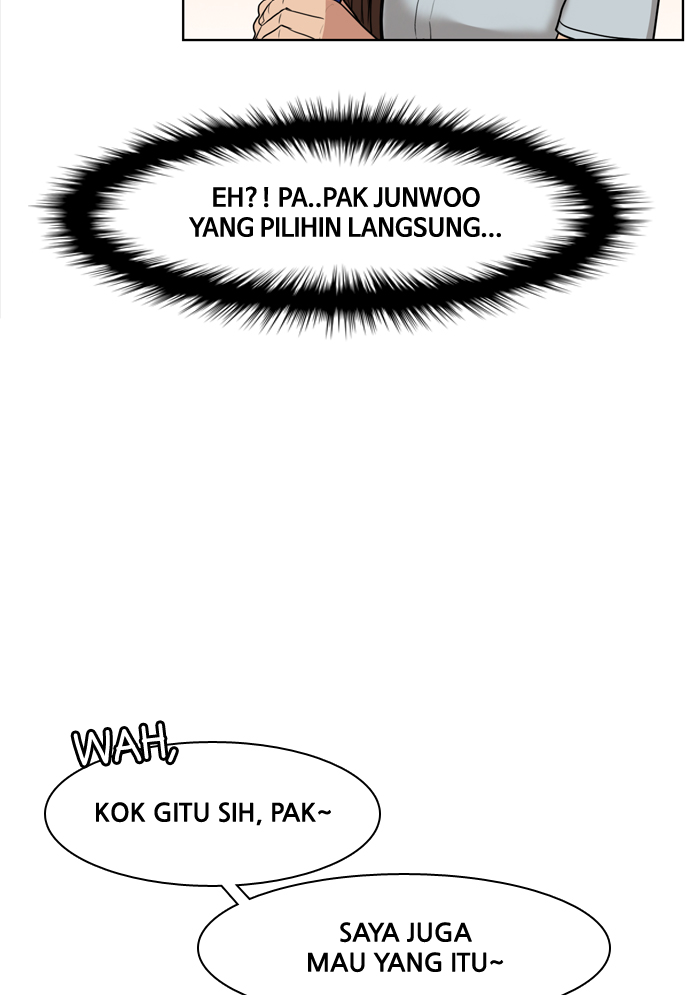 EH?! PA..PAK JUNWOO
YANG PILIHIN LANGSUNG...
WAH,
KOK GITU SIH, PAK~
SAYA JUGA
MAU YANG ITU~